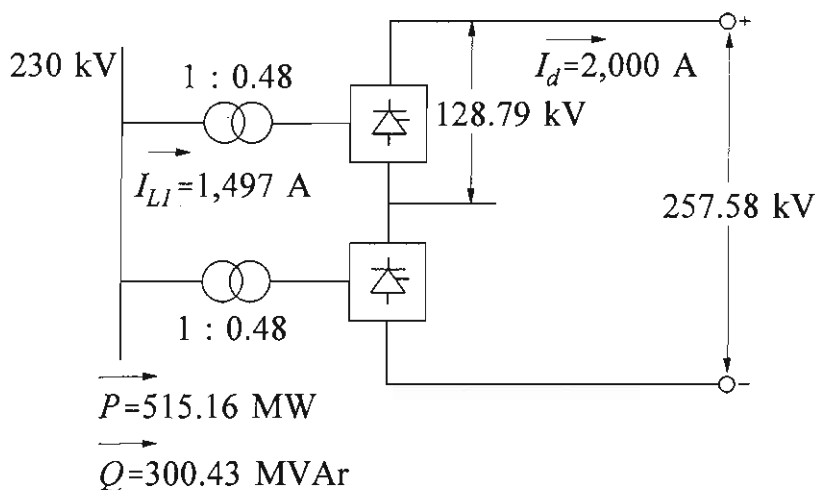 230 kV
1 : 0.48
I_d=2,000 A
+
128.79 kV
I_L1=1,497 A
257.58 kV
1 : 0.48
−
P=515.16 MW
Q=300.43 MVAr